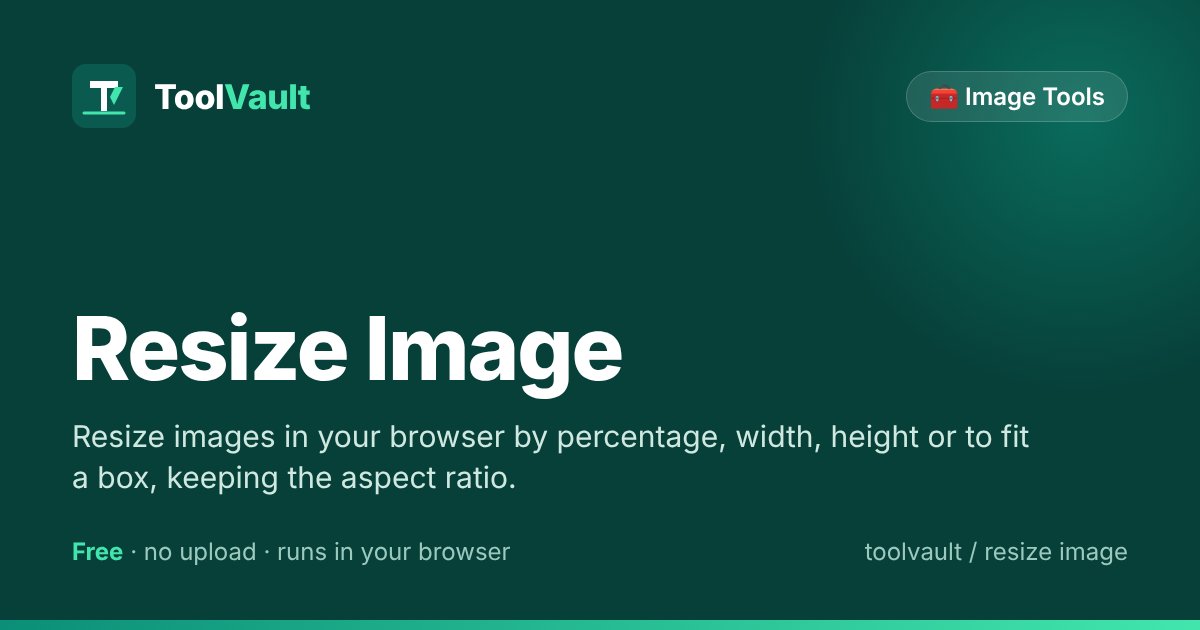 ToolVault
🧰 Image Tools
Resize Image
Resize images in your browser by percentage, width, height or to fit
a box, keeping the aspect ratio.
Free · no upload · runs in your browser
toolvault / resize image